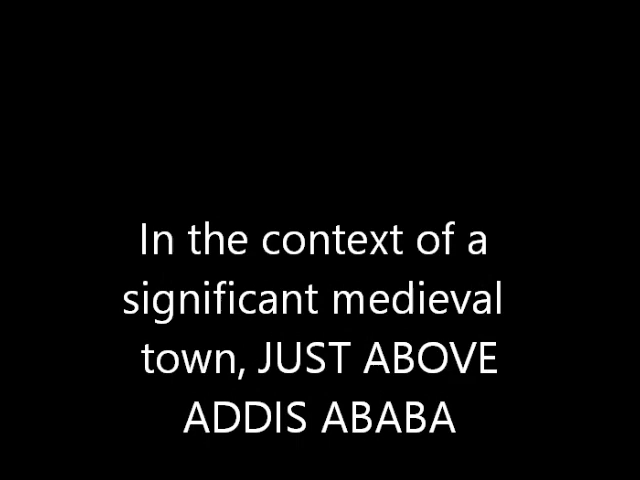 In the context of a
significant medieval
town, JUST ABOVE
ADDIS ABABA